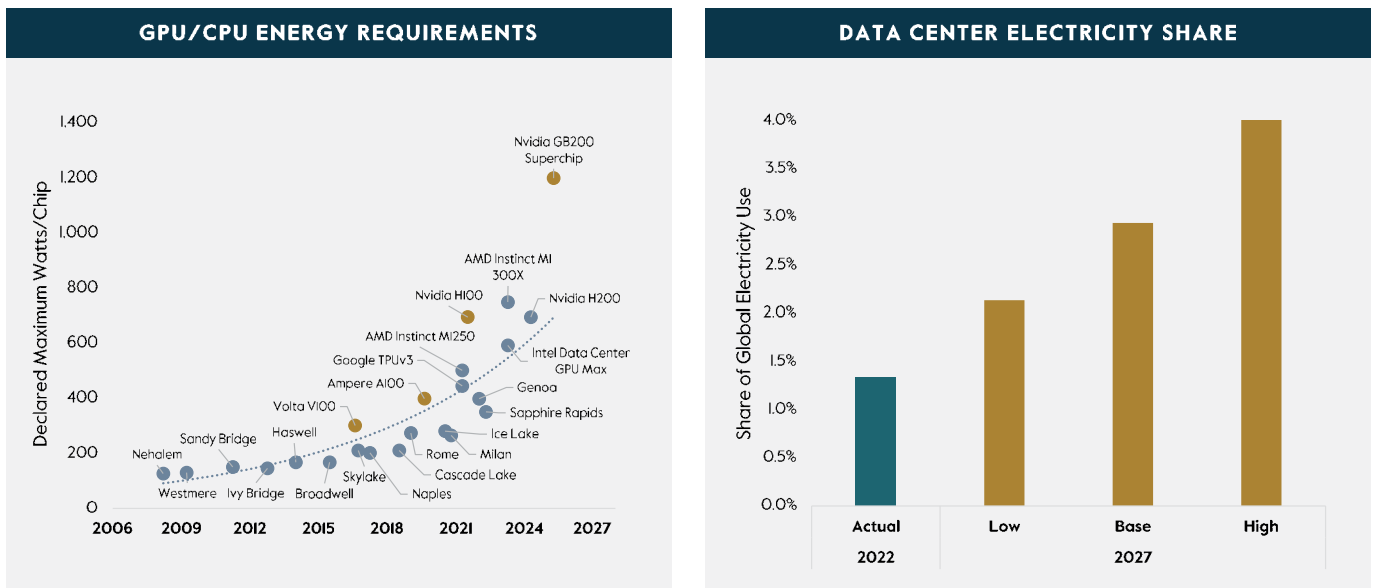 GPU/CPU ENERGY REQUIREMENTS
Declared Maximum Watts/Chip
1,400
1,200
1,000
800
600
400
200
0
2006
2009
2012
2015
2018
2021
2024
2027
Nehalem
Westmere
Sandy Bridge
Ivy Bridge
Haswell
Broadwell
Volta V100
Skylake
Naples
Cascade Lake
Rome
Ampere A100
Ice Lake
Milan
Google TPUv3
AMD Instinct MI250
Nvidia H100
Genoa
Sapphire Rapids
AMD Instinct MI
300X
Intel Data Center
GPU Max
Nvidia H200
Nvidia GB200
Superchip
DATA CENTER ELECTRICITY SHARE
Share of Global Electricity Use
4.0%
3.5%
3.0%
2.5%
2.0%
1.5%
1.0%
0.5%
0.0%
Actual
Low
Base
High
2022
2027